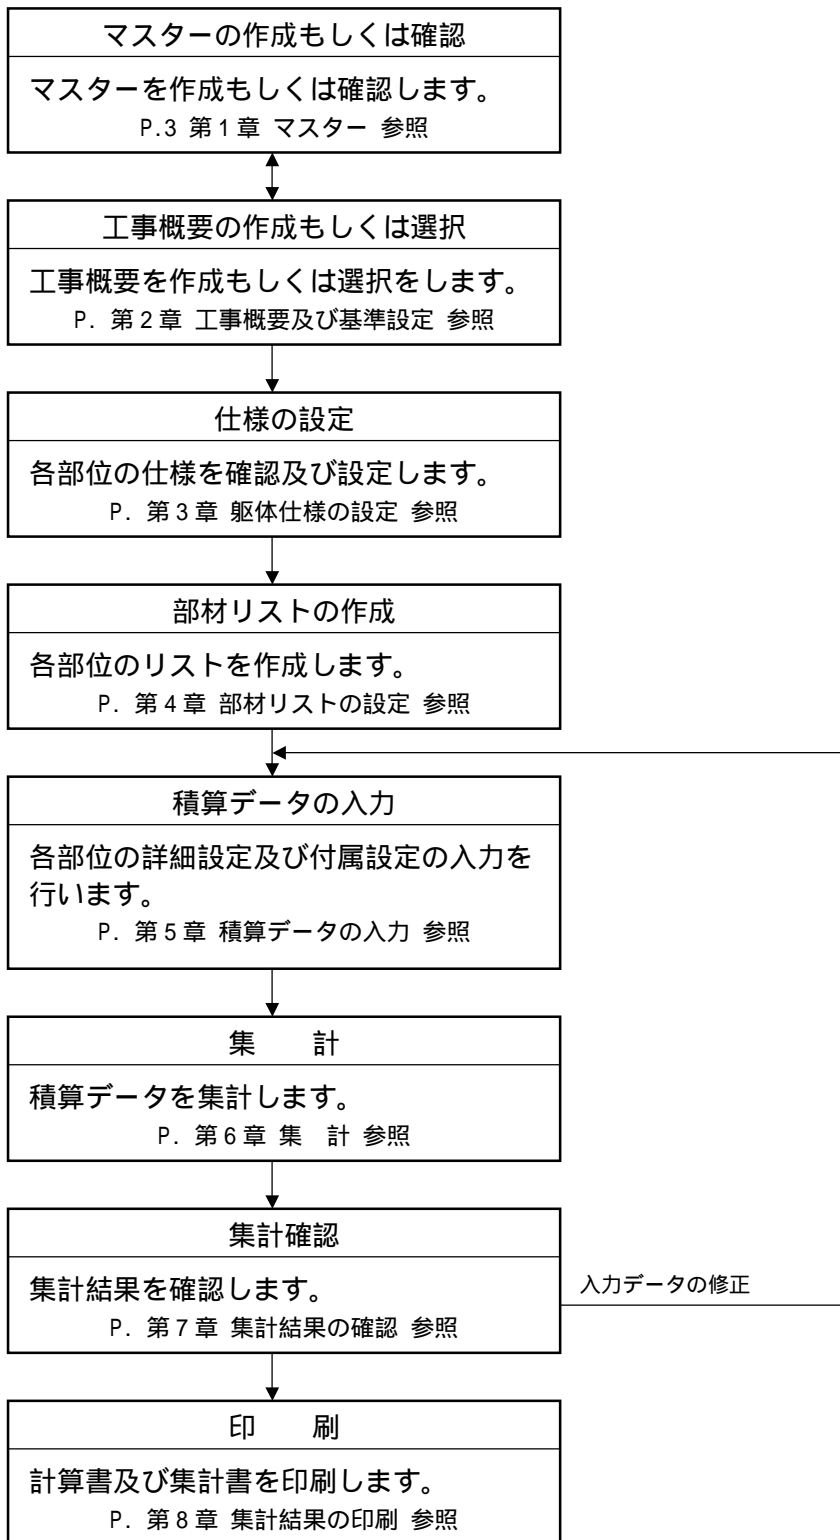 マスターの作成もしくは確認
マスターを作成もしくは確認します。
P.3 第1章 マスター 参照
工事概要の作成もしくは選択
工事概要を作成もしくは選択をします。
P. 第2章 工事概要及び基準設定 参照
仕様の設定
各部位の仕様を確認及び設定します。
P. 第3章 躯体仕様の設定 参照
部材リストの作成
各部位のリストを作成します。
P. 第4章 部材リストの設定 参照
積算データの入力
各部位の詳細設定及び付属設定の入力を
行います。
P. 第5章 積算データの入力 参照
集　　計
積算データを集計します。
P. 第6章 集　計 参照
集計確認
集計結果を確認します。
P. 第7章 集計結果の確認 参照
入力データの修正
印　　刷
計算書及び集計書を印刷します。
P. 第8章 集計結果の印刷 参照